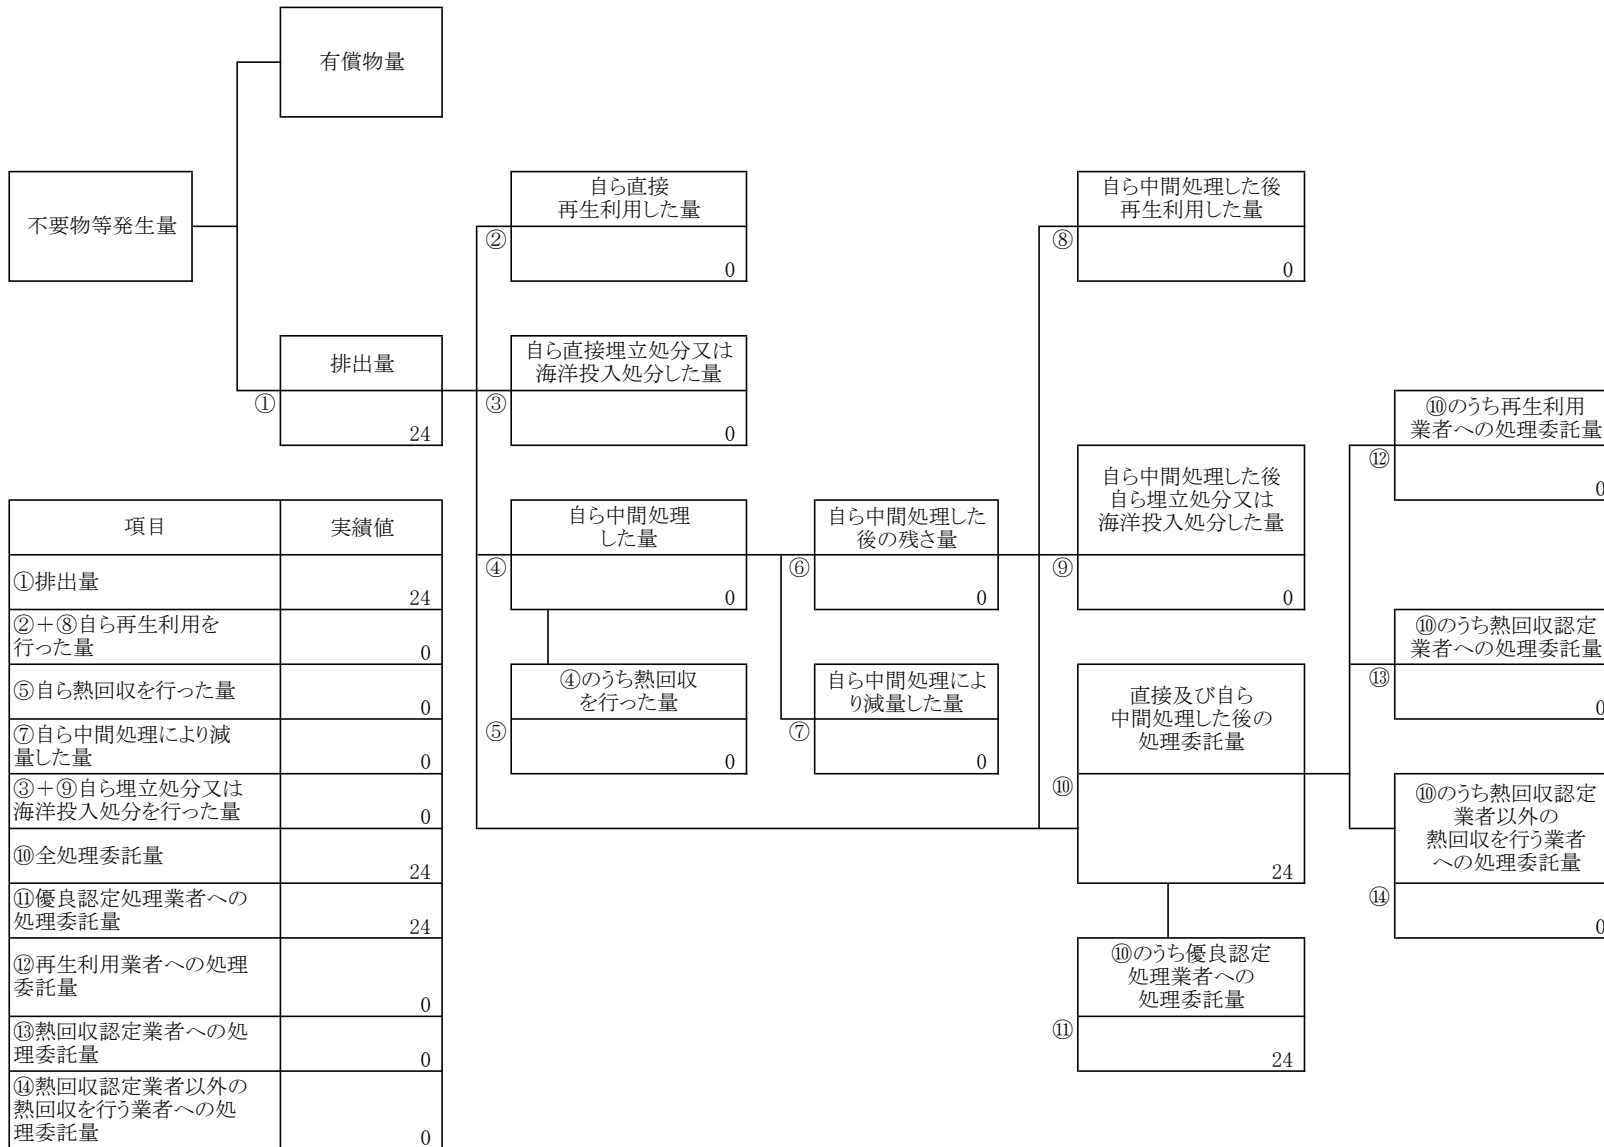 有償物量
不要物等発生量
自ら直接
再生利用した量
②
0
自ら中間処理した後
再生利用した量
⑧
0
排出量
①
24
自ら直接埋立処分又は
海洋投入処分した量
③
0
⑩のうち再生利用
業者への処理委託量
⑫
0
自ら中間処理
した量
④
0
自ら中間処理した
後の残さ量
⑥
0
自ら中間処理した後
自ら埋立処分又は
海洋投入処分した量
⑨
0
⑩のうち熱回収認定
業者への処理委託量
⑬
0
④のうち熱回収
を行った量
⑤
0
自ら中間処理によ
り減量した量
⑦
0
直接及び自ら
中間処理した後の
処理委託量
⑩
24
⑩のうち熱回収認定
業者以外の
熱回収を行う業者
への処理委託量
⑭
0
⑩のうち優良認定
処理業者への
処理委託量
⑪
24
項目 実績値
①排出量
24
②+⑧自ら再生利用を
行った量 0
⑤自ら熱回収を行った量
0
⑦自ら中間処理により減
量した量 0
③+⑨自ら埋立処分又は
海洋投入処分を行った量 0
⑩全処理委託量
24
⑪優良認定処理業者への
処理委託量 24
⑫再生利用業者への処理
委託量
0
⑬熱回収認定業者への処
理委託量 0
⑭熱回収認定業者以外の
熱回収を行う業者への処
理委託量 0